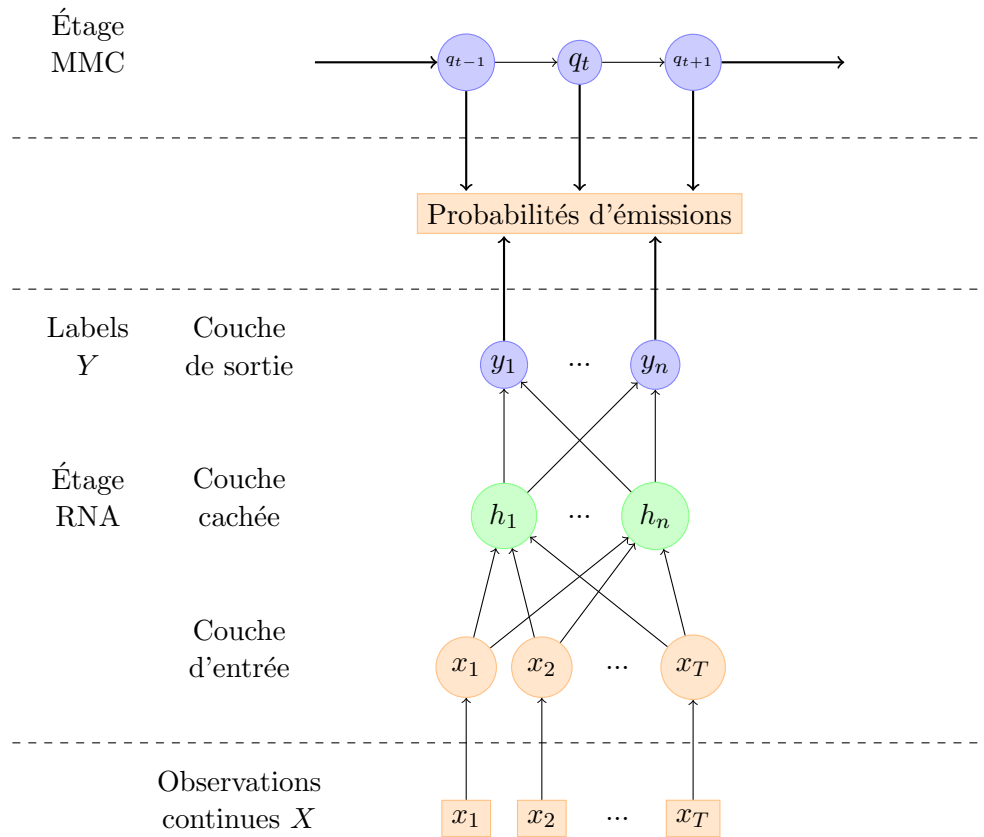 Étage
MMC
q_{t−1} q_t q_{t+1}
Probabilités d'émissions
Labels
Y
Couche
de sortie
y_1 ... y_n
Étage
RNA
Couche
cachée
h_1 ... h_n
Couche
d'entrée
x_1 x_2 ... x_T
Observations
continues X
x_1 x_2 ... x_T